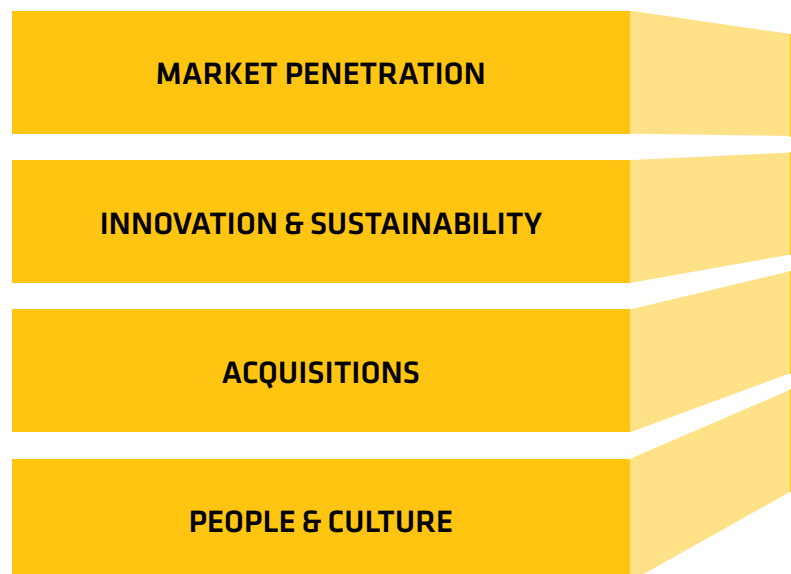 MARKET PENETRATION
INNOVATION & SUSTAINABILITY
ACQUISITIONS
PEOPLE & CULTURE